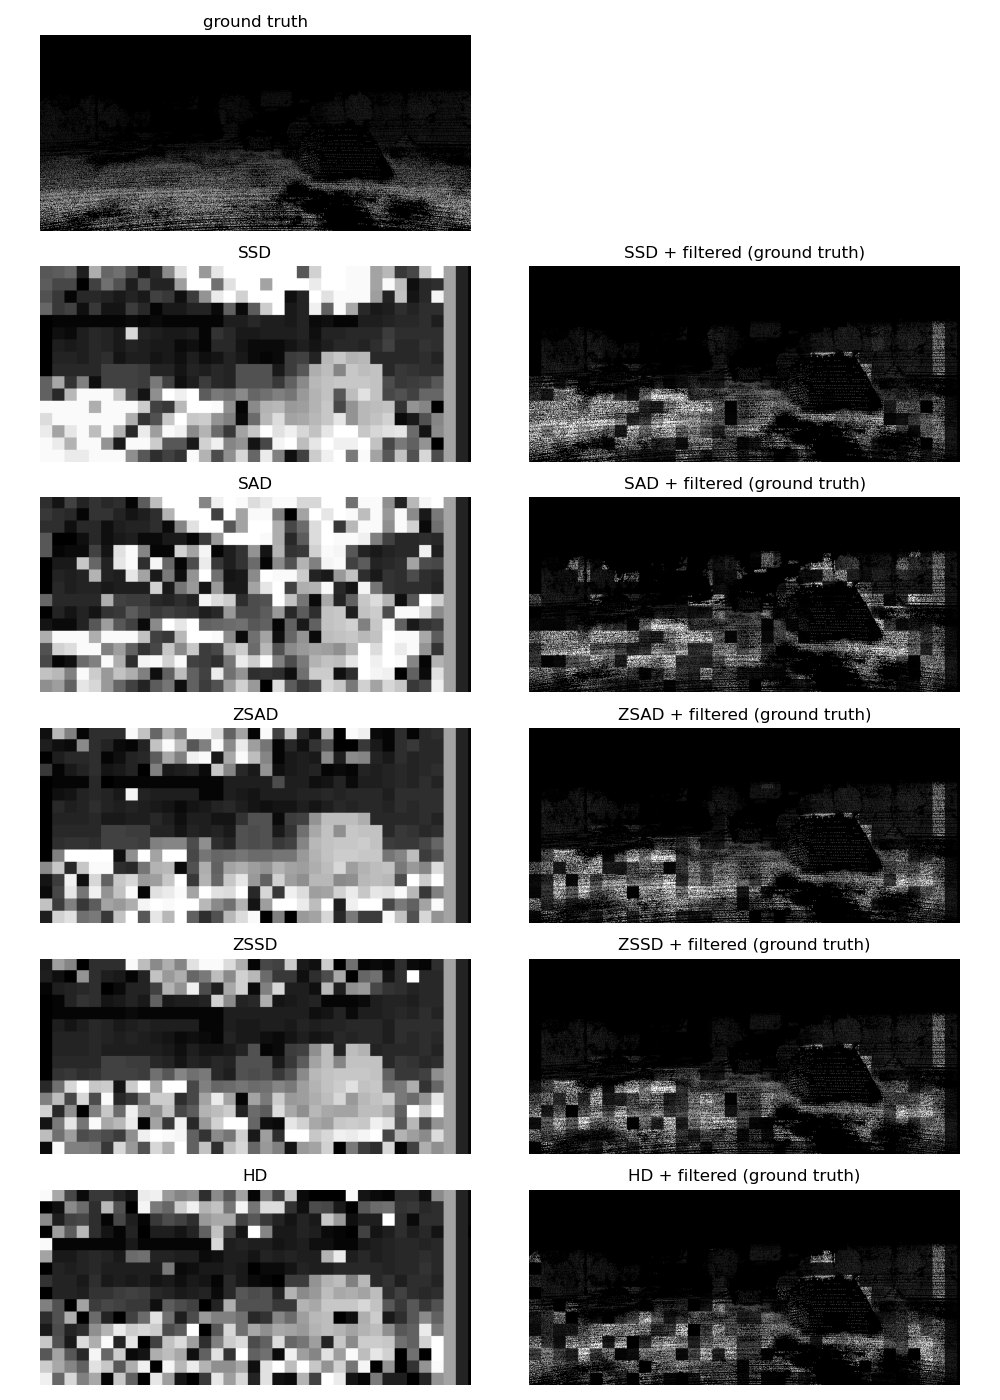 ground truth
SSD
SSD + filtered (ground truth)
SAD
SAD + filtered (ground truth)
ZSAD
ZSAD + filtered (ground truth)
ZSSD
ZSSD + filtered (ground truth)
HD
HD + filtered (ground truth)